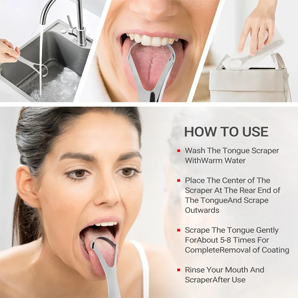 HOW TO USE
Wash The Tongue Scraper
WithWarm Water
Place The Center of The
Scraper At The Rear End of
The TongueAnd Scrape
Outwards
Scrape The Tongue Gently
ForAbout 5-8 Times For
CompleteRemoval of Coating
Rinse Your Mouth And
ScraperAfter Use